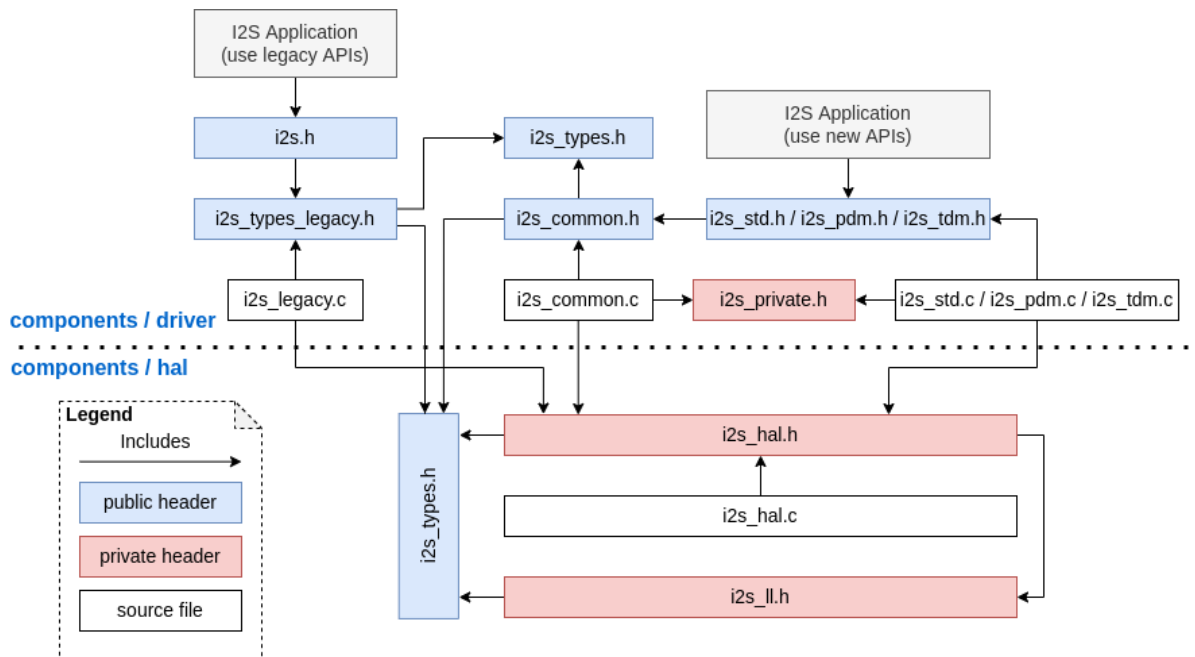 I2S Application
(use legacy APIs)
i2s.h
i2s_types.h
I2S Application
(use new APIs)
i2s_types_legacy.h
i2s_common.h
i2s_std.h / i2s_pdm.h / i2s_tdm.h
i2s_legacy.c
i2s_common.c
i2s_private.h
i2s_std.c / i2s_pdm.c / i2s_tdm.c
components / driver
components / hal
Legend
Includes
public header
private header
source file
i2s_types.h
i2s_hal.h
i2s_hal.c
i2s_ll.h